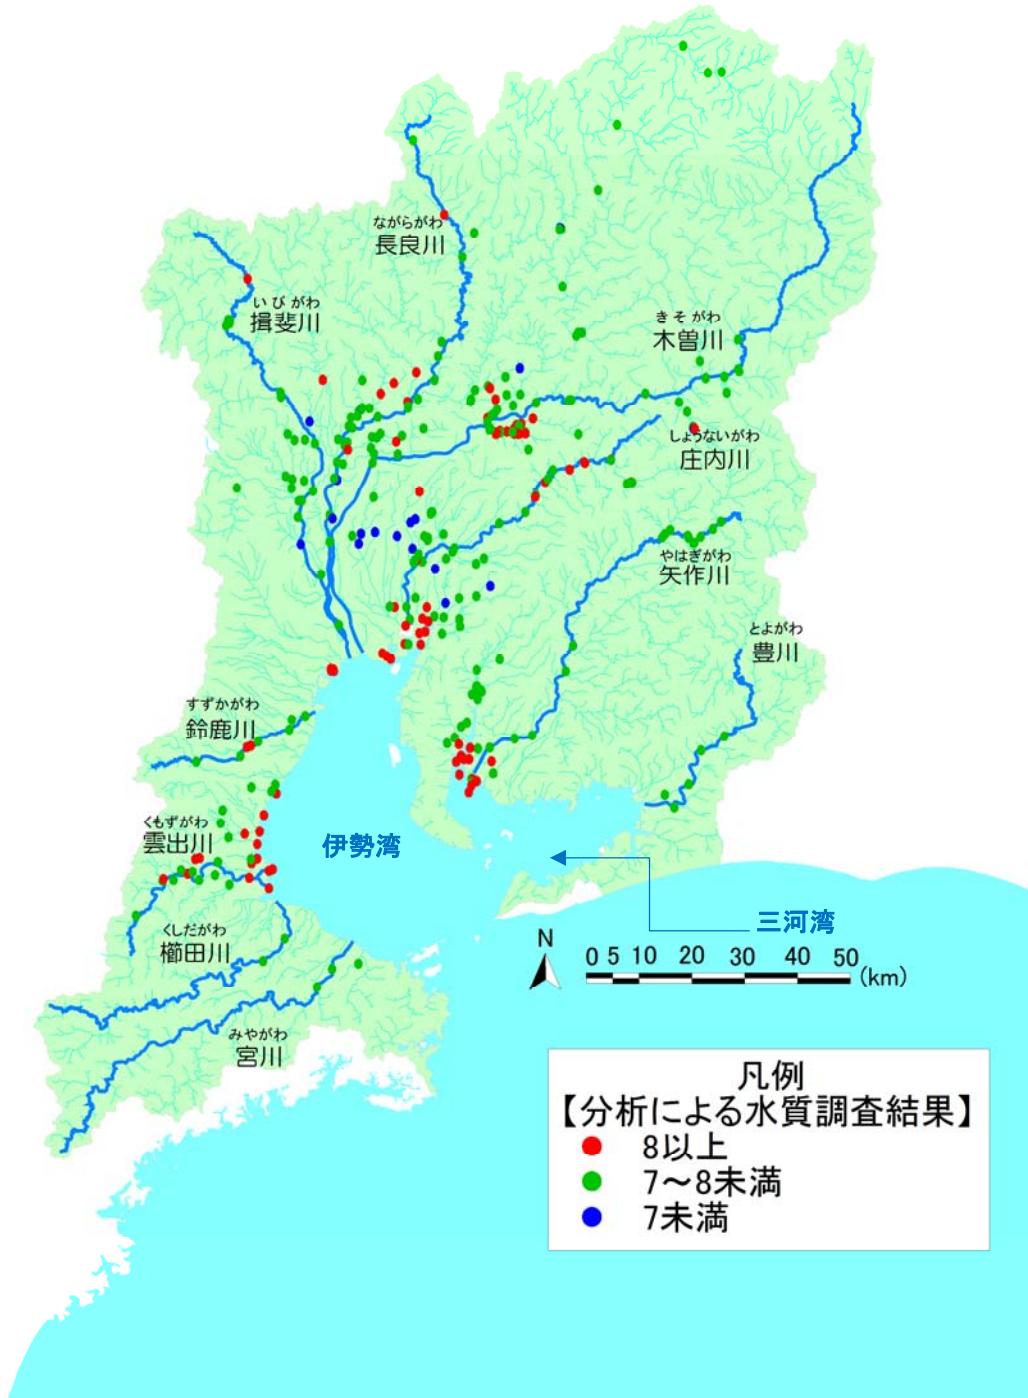 ながらがわ
長良川
いびがわ
揖斐川
きそがわ
木曽川
しょうないがわ
庄内川
やはぎがわ
矢作川
とよがわ
豊川
すずかがわ
鈴鹿川
くもずがわ
雲出川
伊勢湾
三河湾
くしだがわ
櫛田川
N
0 5 10 20 30 40 50
(km)
みやがわ
宮川
凡例
【分析による水質調査結果】
8以上
7~8未満
7未満